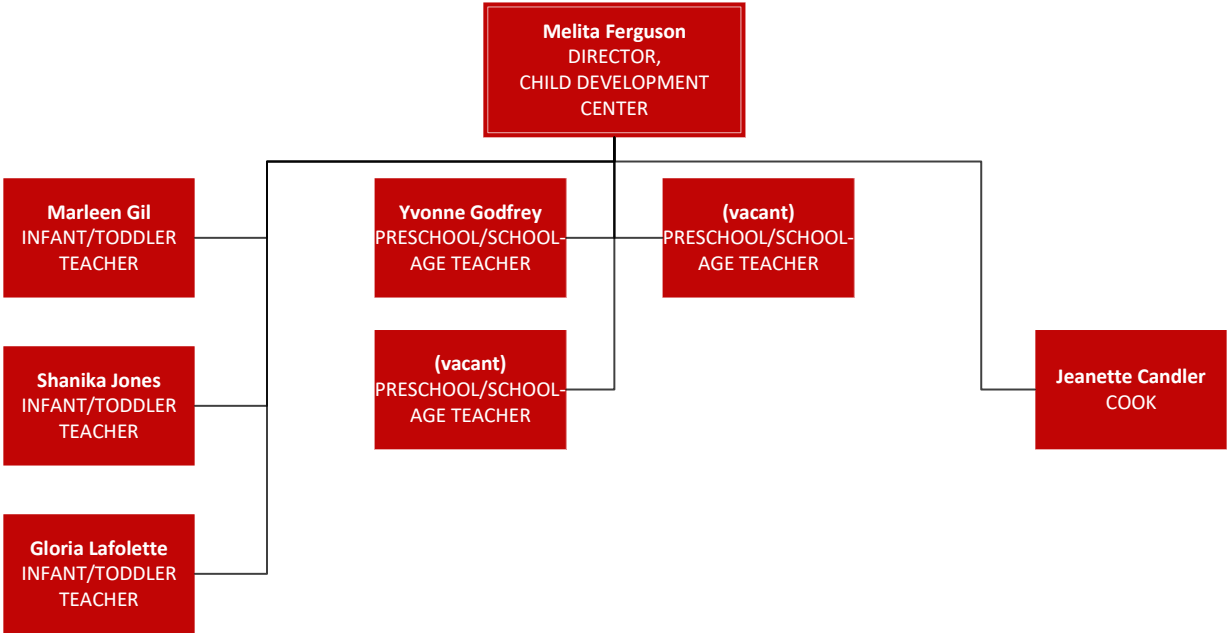 Melita Ferguson
DIRECTOR,
CHILD DEVELOPMENT
CENTER
Marleen Gil
INFANT/TODDLER
TEACHER
Yvonne Godfrey
PRESCHOOL/SCHOOL-
AGE TEACHER
(vacant)
PRESCHOOL/SCHOOL-
AGE TEACHER
Shanika Jones
INFANT/TODDLER
TEACHER
(vacant)
PRESCHOOL/SCHOOL-
AGE TEACHER
Jeanette Candler
COOK
Gloria Lafolette
INFANT/TODDLER
TEACHER